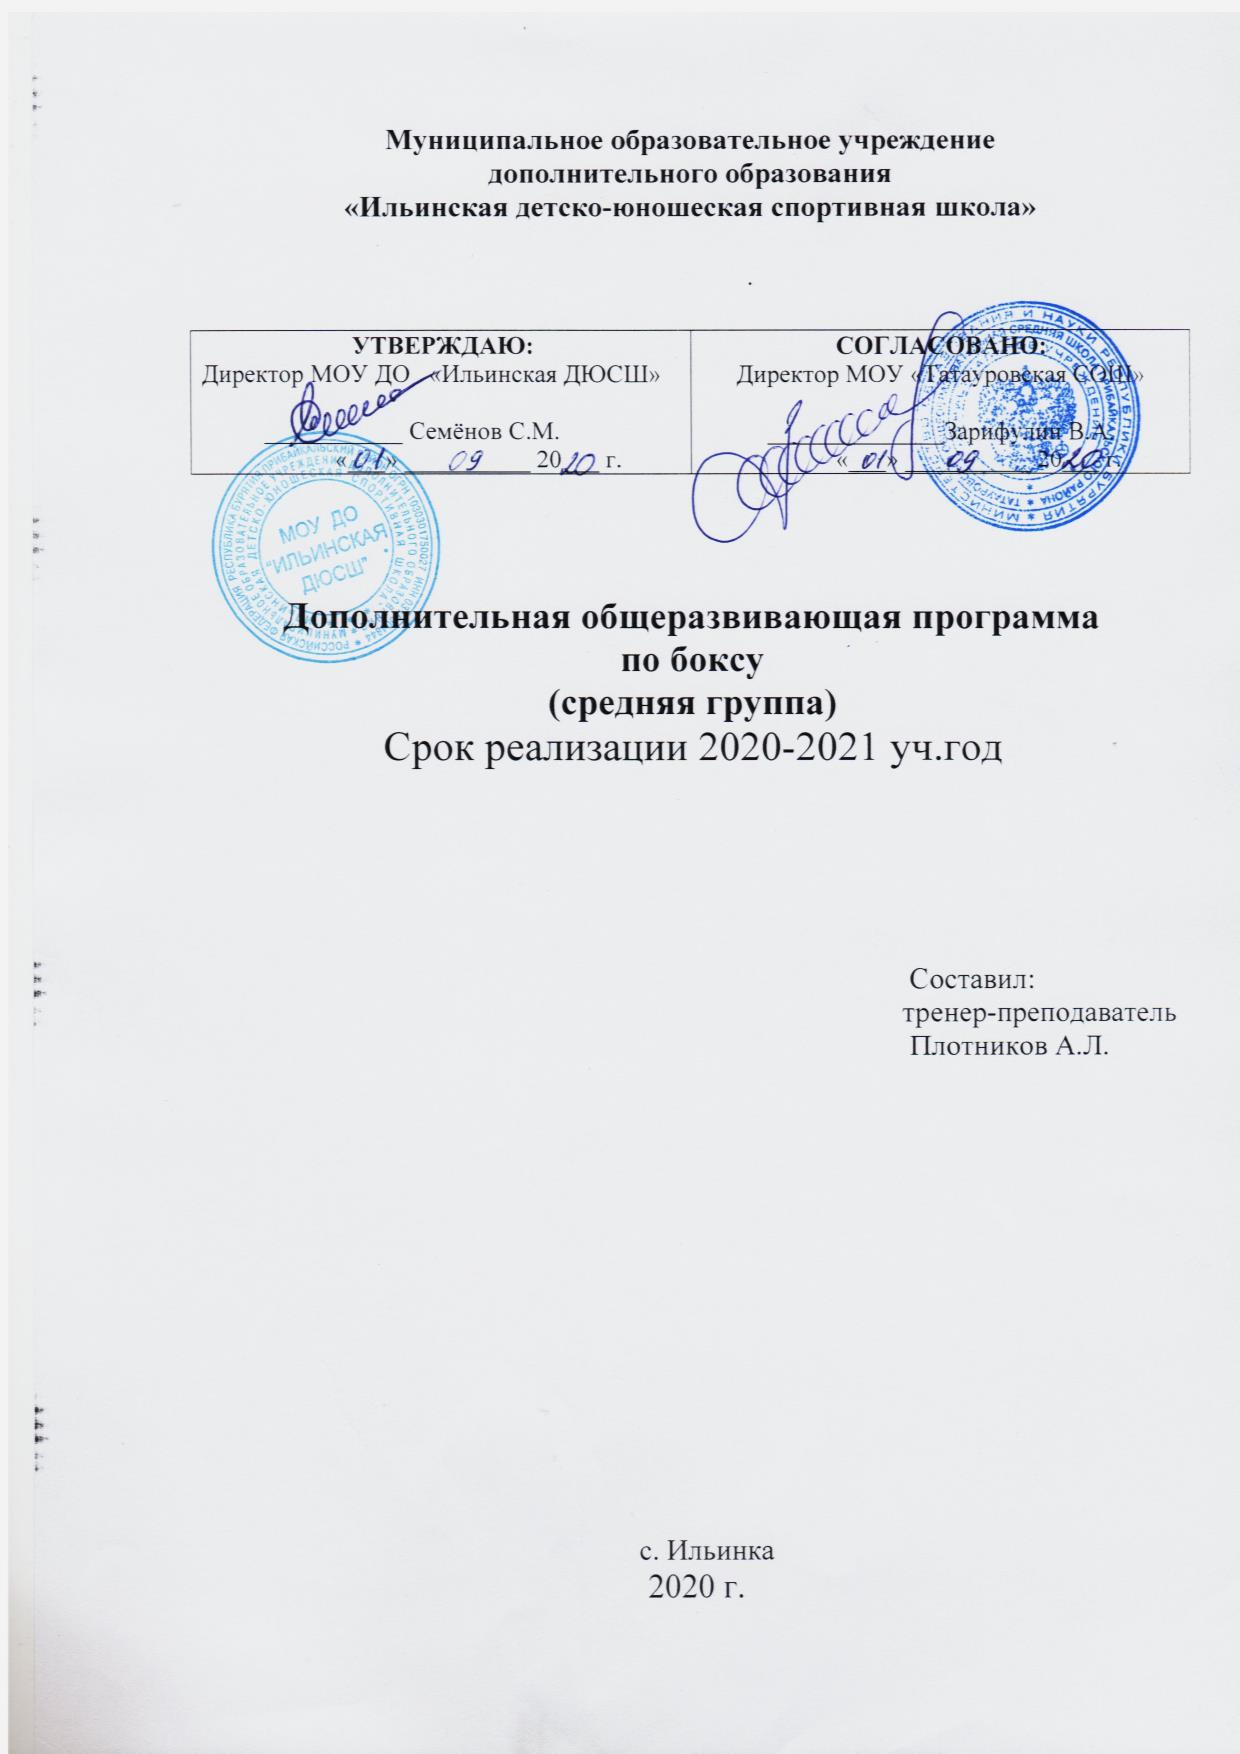 Муниципальное образовательное учреждение
дополнительного образования
«Ильинская детско-юношеская спортивная школа»
УТВЕРЖДАЮ:
Директор МОУ ДО «Ильинская ДЮСШ»
____________ Семёнов С.М.
«01» 09 2020 г.
СОГЛАСОВАНО:
Директор МОУ «Татауровская СОШ»
____________ Зарифулин В.А.
«01» 09 2020 г.
МОУ ДО
"ИЛЬИНСКАЯ
ДЮСШ"
Дополнительная общеразвивающая программа
по боксу
(средняя группа)
Срок реализации 2020-2021 уч.год
Составил:
тренер-преподаватель
Плотников А.Л.
с. Ильинка
2020 г.